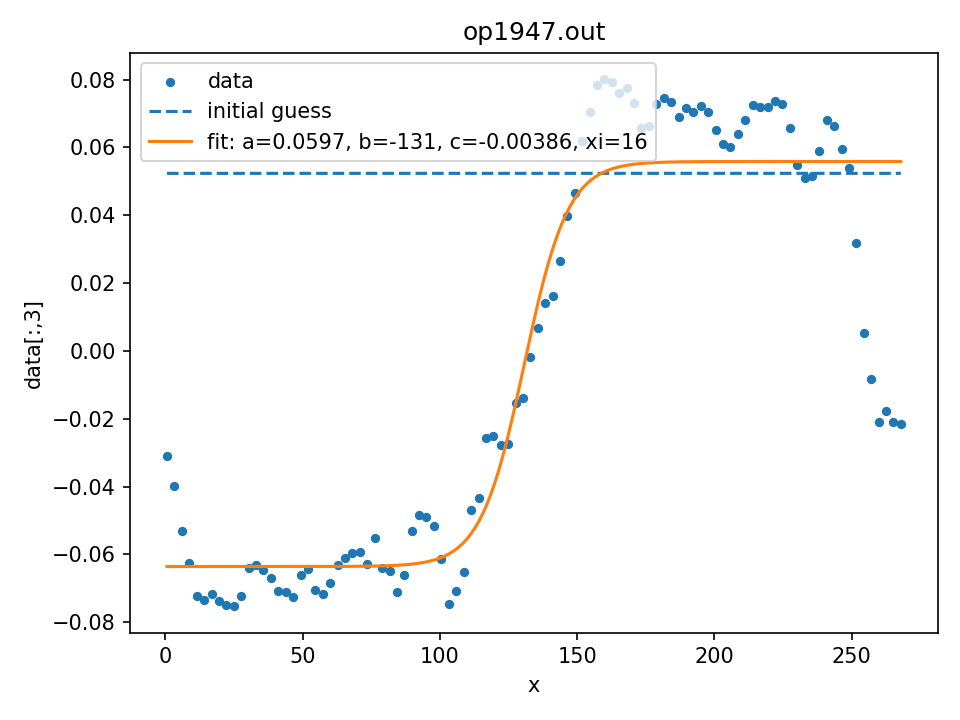 op1947.out
data
initial guess
fit: a=0.0597, b=-131, c=-0.00386, xi=16
0.08
0.06
0.04
0.02
0.00
−0.02
−0.04
−0.06
−0.08
data[:,3]
0 50 100 150 200 250
x